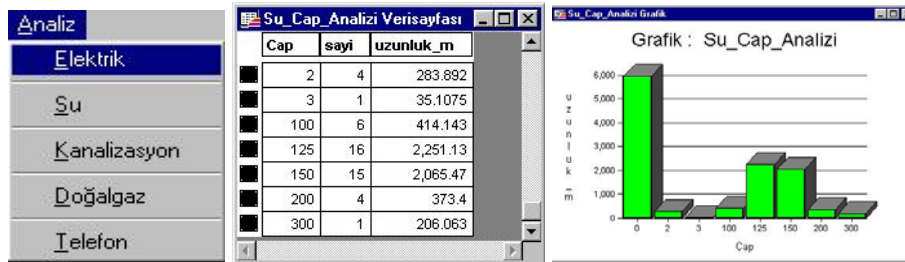 Analiz
Elektrik
Su
Kanalizasyon
Doğalgaz
Telefon
Su_Cap_Analizi Verisayfası
Cap sayi uzunluk_m
2 4 283.892
3 1 35.1075
100 6 414.143
125 16 2,251.13
150 15 2,065.47
200 4 373.4
300 1 206.063
Su_Cap_Analizi Grafik
Grafik : Su_Cap_Analizi
uzunluk_m
6,000
5,000
4,000
3,000
2,000
1,000
0
0 2 3 100 125 150 200 300
Cap